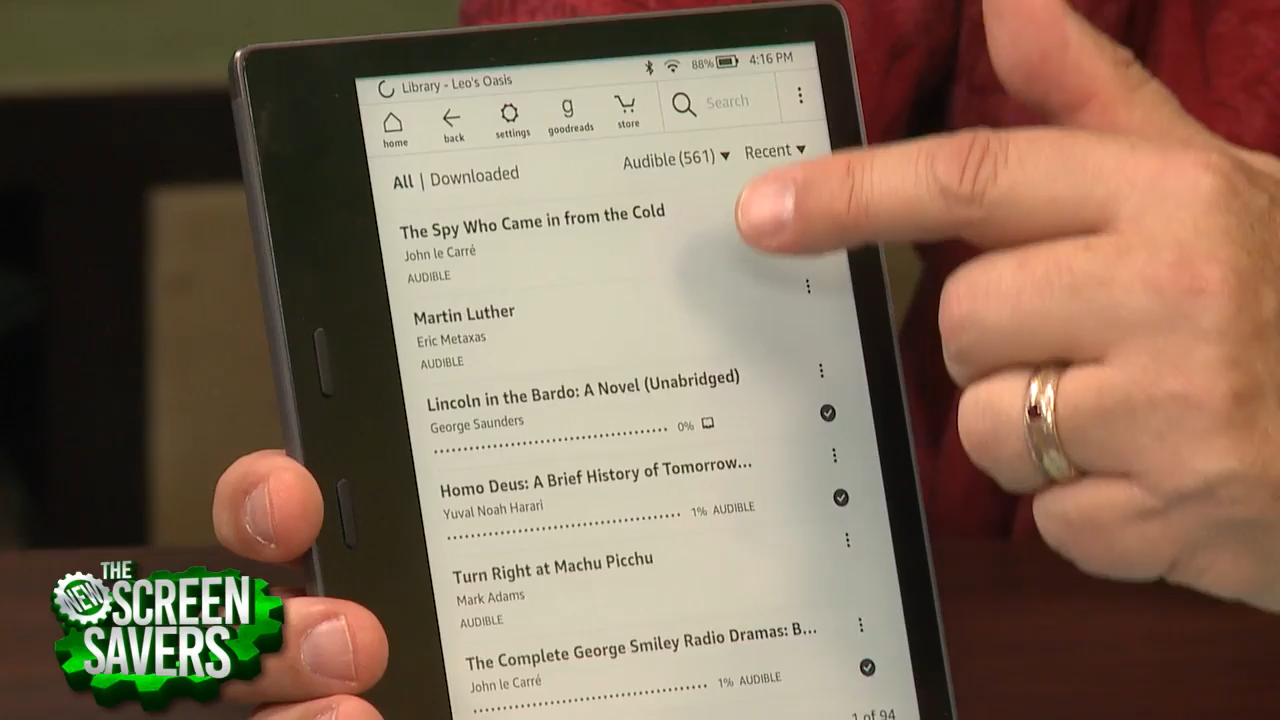 Library - Leo's Oasis
88% 4:16 PM
home
back
settings
g
goodreads
store
Search
All | Downloaded
Audible (561) Recent
The Spy Who Came in from the Cold
John le Carré
AUDIBLE
Martin Luther
Eric Metaxas
AUDIBLE
Lincoln in the Bardo: A Novel (Unabridged)
George Saunders
0%
Homo Deus: A Brief History of Tomorrow...
Yuval Noah Harari
1% AUDIBLE
Turn Right at Machu Picchu
Mark Adams
AUDIBLE
The Complete George Smiley Radio Dramas: B...
John le Carré
1% AUDIBLE
1 of 94
THE
NEW
SCREEN
SAVERS